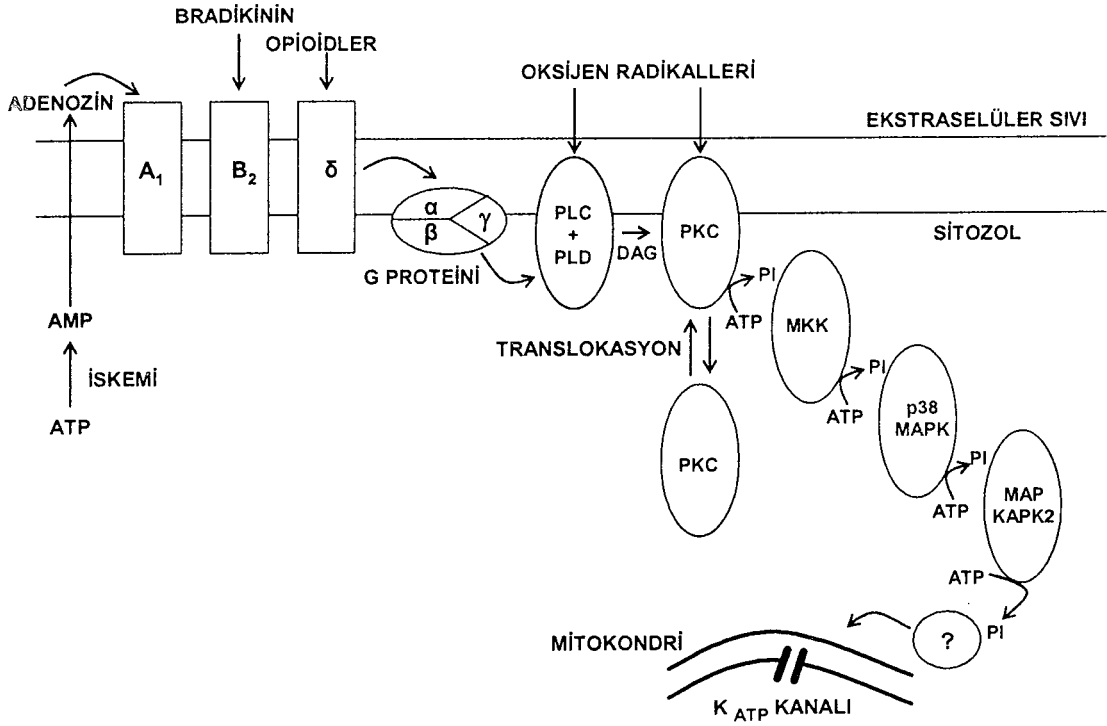 BRADİKİNİN
OPİOİDLER
OKSİJEN RADİKALLERİ
ADENOZİN
EKSTRASELÜLER SIVI
A1
B2
δ
α
β
γ
PLC
+
PLD
DAG
PKC
SİTOZOL
G PROTEİNİ
PI
ATP
MKK
AMP
TRANSLOKASYON
İSKEMİ
PI
ATP
ATP
p38
MAPK
PKC
PI
ATP
MAP
KAPK2
ATP
PI
?
MİTOKONDRİ
K ATP KANALI